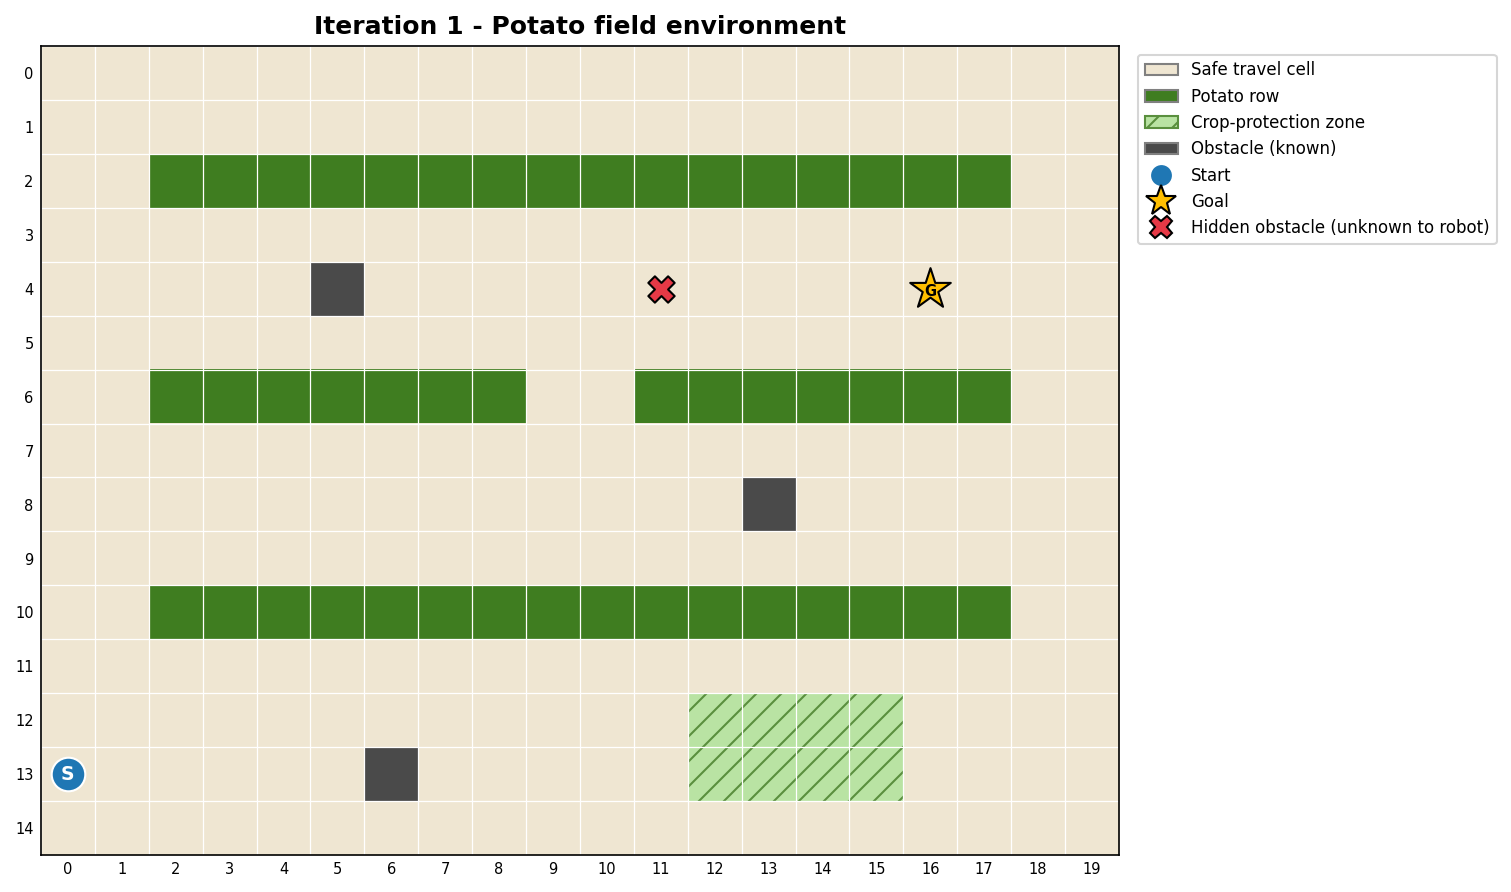 Iteration 1 - Potato field environment
0
1
2
3
4
5
6
7
8
9
10
11
12
13
14
G
S
0 1 2 3 4 5 6 7 8 9 10 11 12 13 14 15 16 17 18 19
Safe travel cell
Potato row
Crop-protection zone
Obstacle (known)
Start
Goal
Hidden obstacle (unknown to robot)